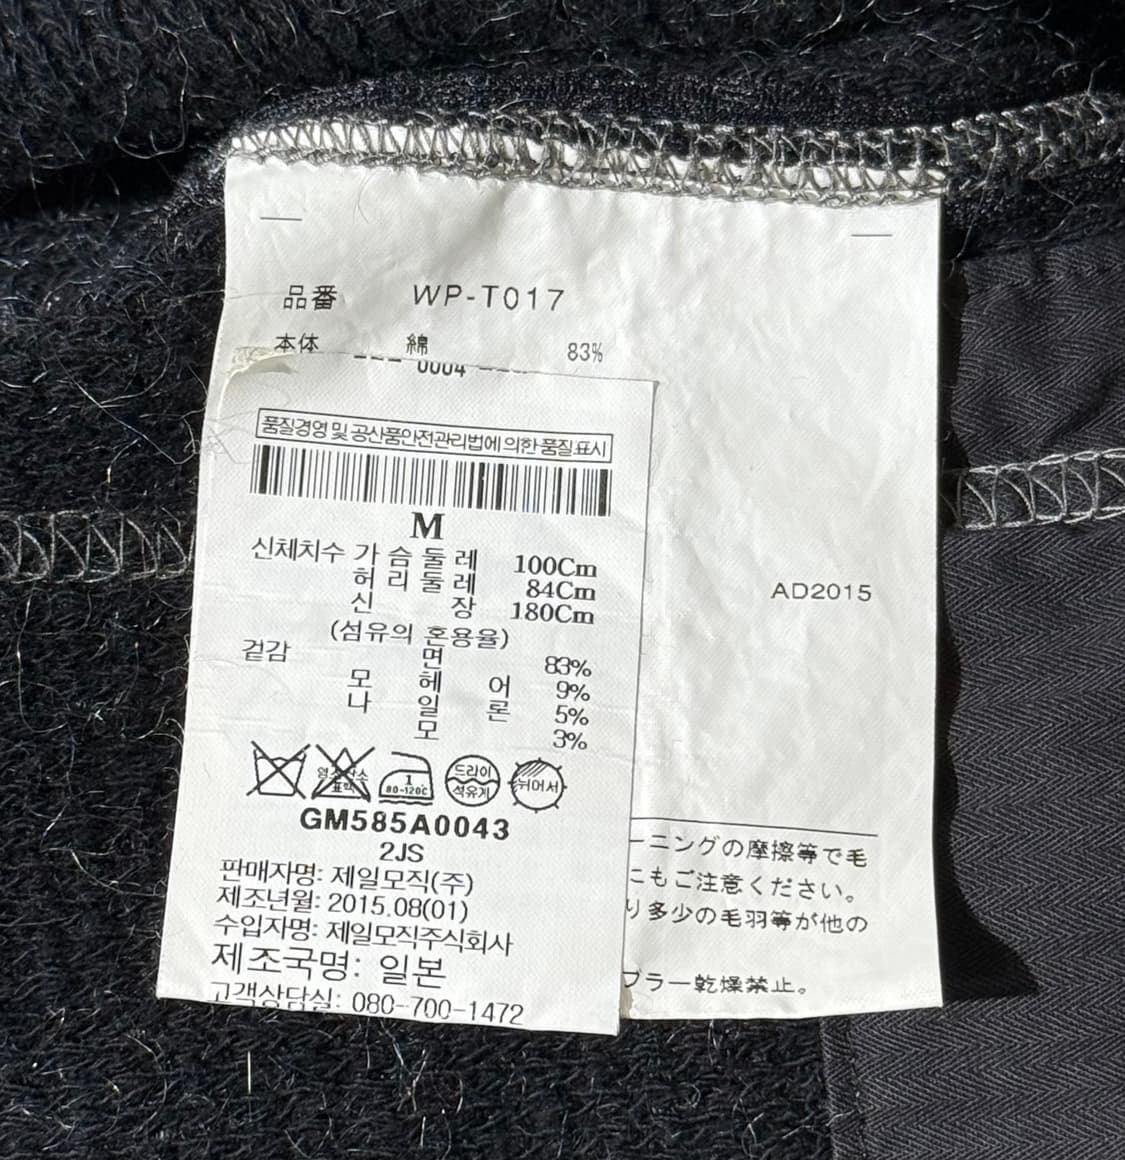 品番 WP-T017
本体 綿 83%
0004
품질경영 및 공산품안전관리법에 의한 품질표시
M
신체치수 가슴둘레 100Cm
허리둘레 84Cm
신장 180Cm
(섬유의 혼용율)
겉감 면 83%
모헤어 9%
나일론 5%
모 3%
드라이
석유계
1
80-120℃
뉘어서
GM585A0043
2JS
판매자명: 제일모직(주)
제조년월: 2015.08(01)
수입자명: 제일모직주식회사
제조국명: 일본
고객상담실: 080-700-1472
AD2015
ーニングの摩擦等で毛
にもご注意ください。
り多少の毛羽等が他の
ブラー乾燥禁止。